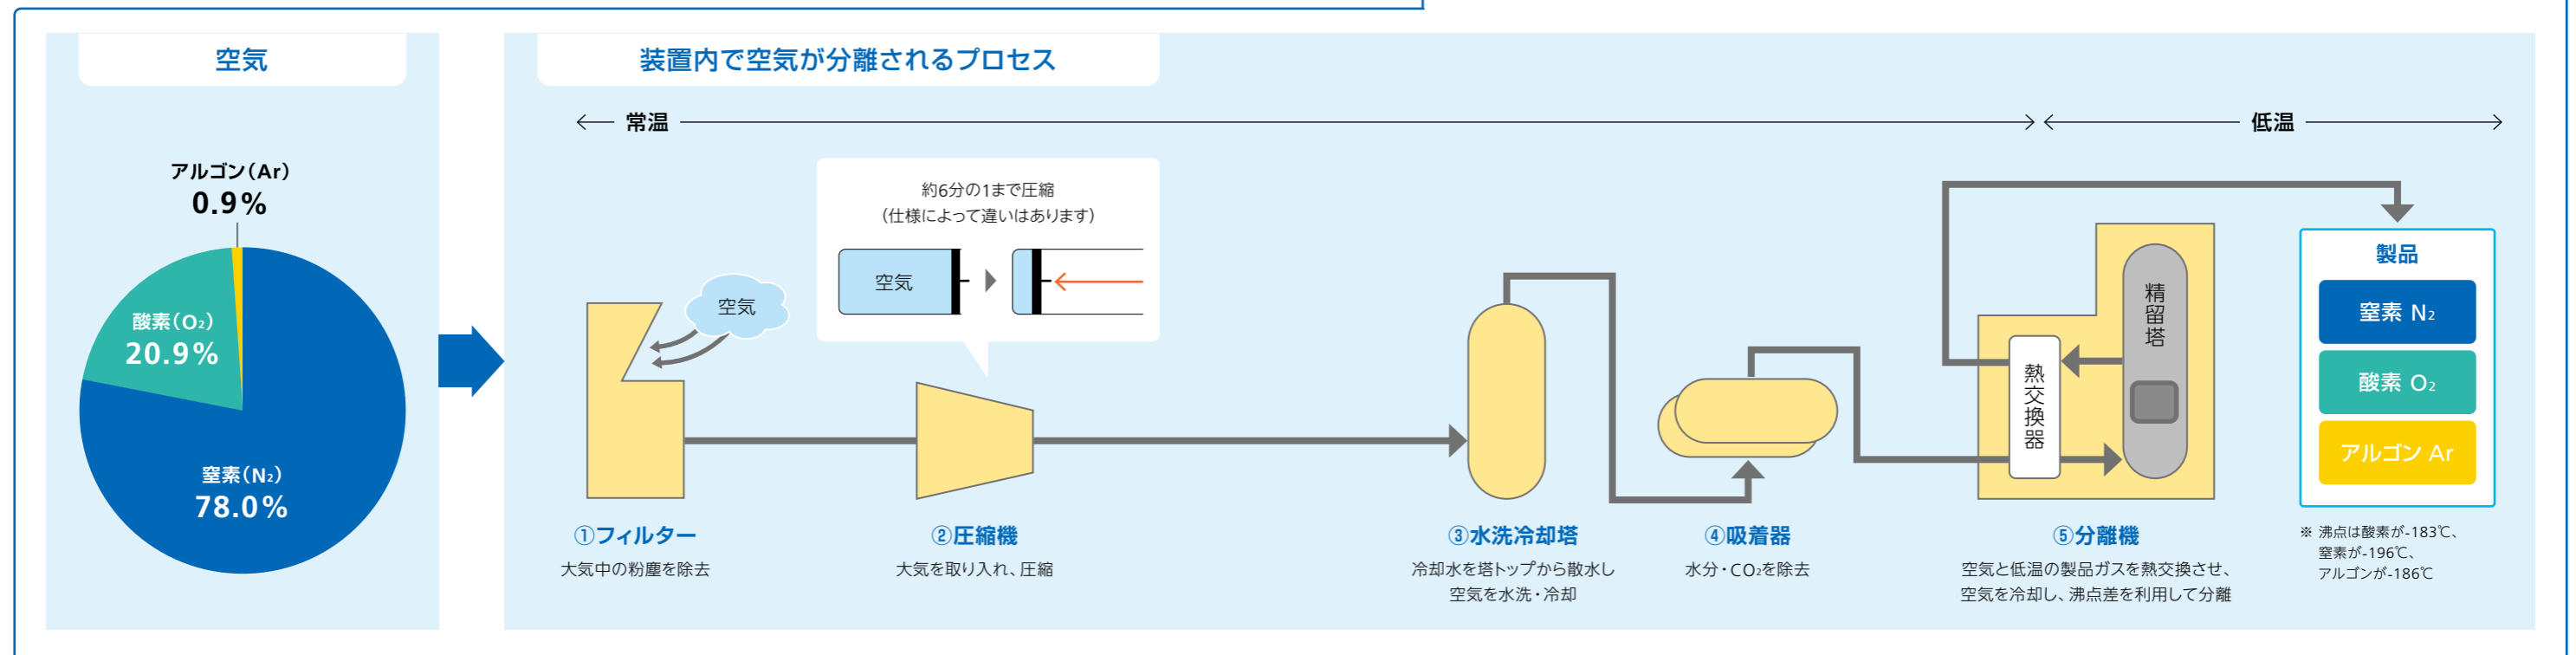 空気
アルゴン（Ar）
0.9%
酸素（O₂）
20.9%
窒素（N₂）
78.0%
装置内で空気が分離されるプロセス
常温
低温
約6分の1まで圧縮
（仕様によって違いはあります）
空気
空気
①フィルター
大気中の粉塵を除去
②圧縮機
大気を取り入れ、圧縮
③水洗冷却塔
冷却水を塔トップから散水し
空気を水洗・冷却
④吸着器
水分・CO₂を除去
熱交換器
精留塔
⑤分離機
空気と低温の製品ガスを熱交換させ、
空気を冷却し、沸点差を利用して分離
製品
窒素 N₂
酸素 O₂
アルゴン Ar
※ 沸点は酸素が-183℃、
窒素が-196℃、
アルゴンが-186℃